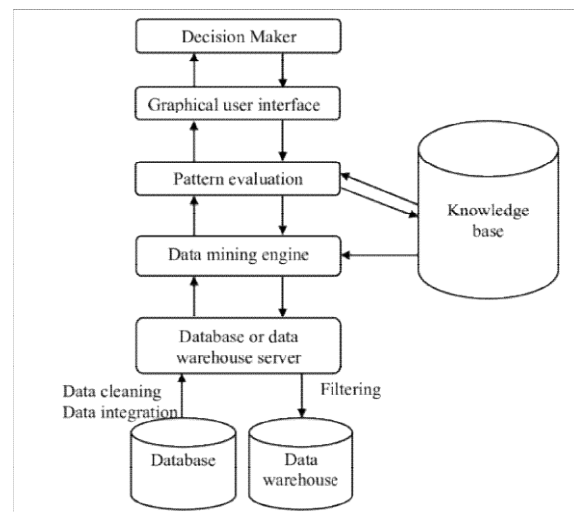 Decision Maker
Graphical user interface
Pattern evaluation
Knowledge
base
Data mining engine
Database or data
warehouse server
Data cleaning
Data integration
Filtering
Database
Data
warehouse